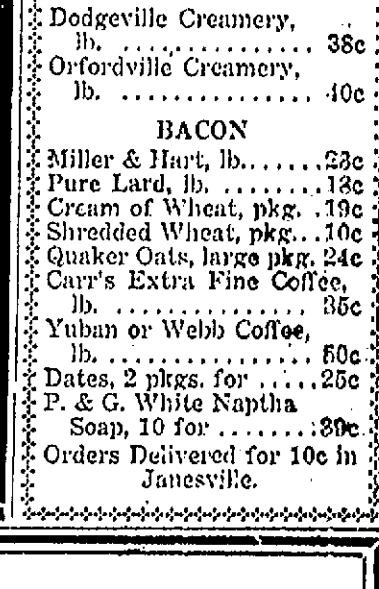 Dodgeville Creamery,
lb. ............... 38c
Orfordville Creamery,
lb. ............... 40c
BACON
Miller & Hart, lb.......23c
Pure Lard, lb. ........18c
Cream of Wheat, pkg. .19c
Shredded Wheat, pkg...10c
Quaker Oats, large pkg. 24c
Carr's Extra Fine Coffee,
lb. ............... 35c
Yuban or Webb Coffee,
lb. ............... 50c
Dates, 2 pkgs. for .....25c
P. & G. White Naptha
Soap, 10 for ........39c
Orders Delivered for 10c in
Janesville.